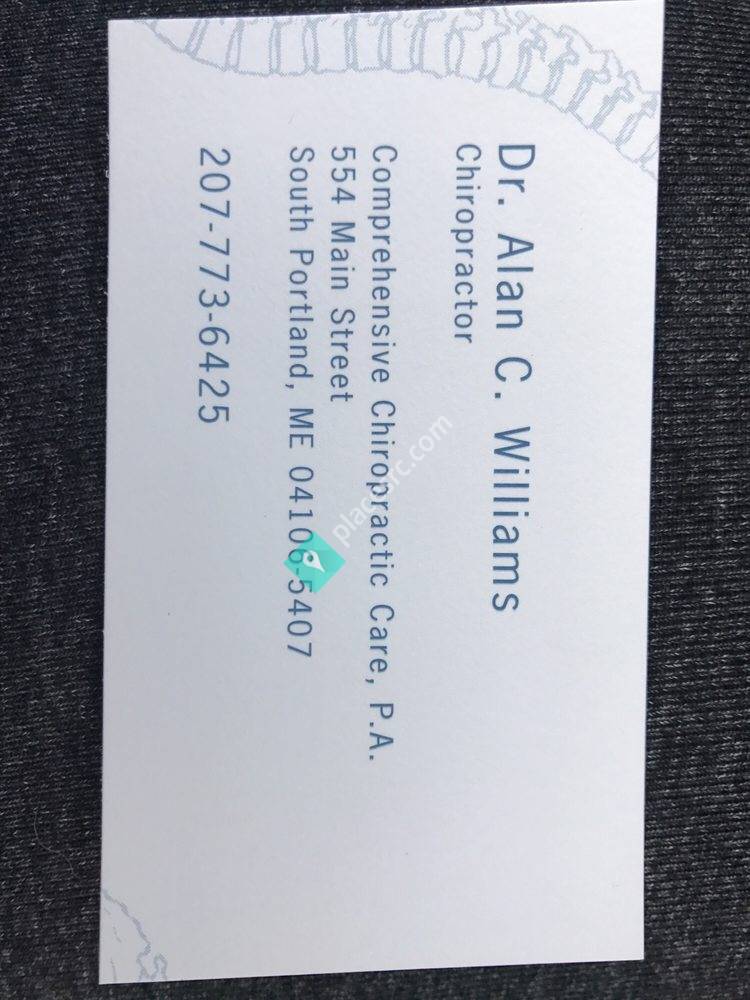 Dr. Alan C. Williams
Chiropractor
Comprehensive Chiropractic Care, P.A.
554 Main Street
South Portland, ME 04106-5407
207-773-6425